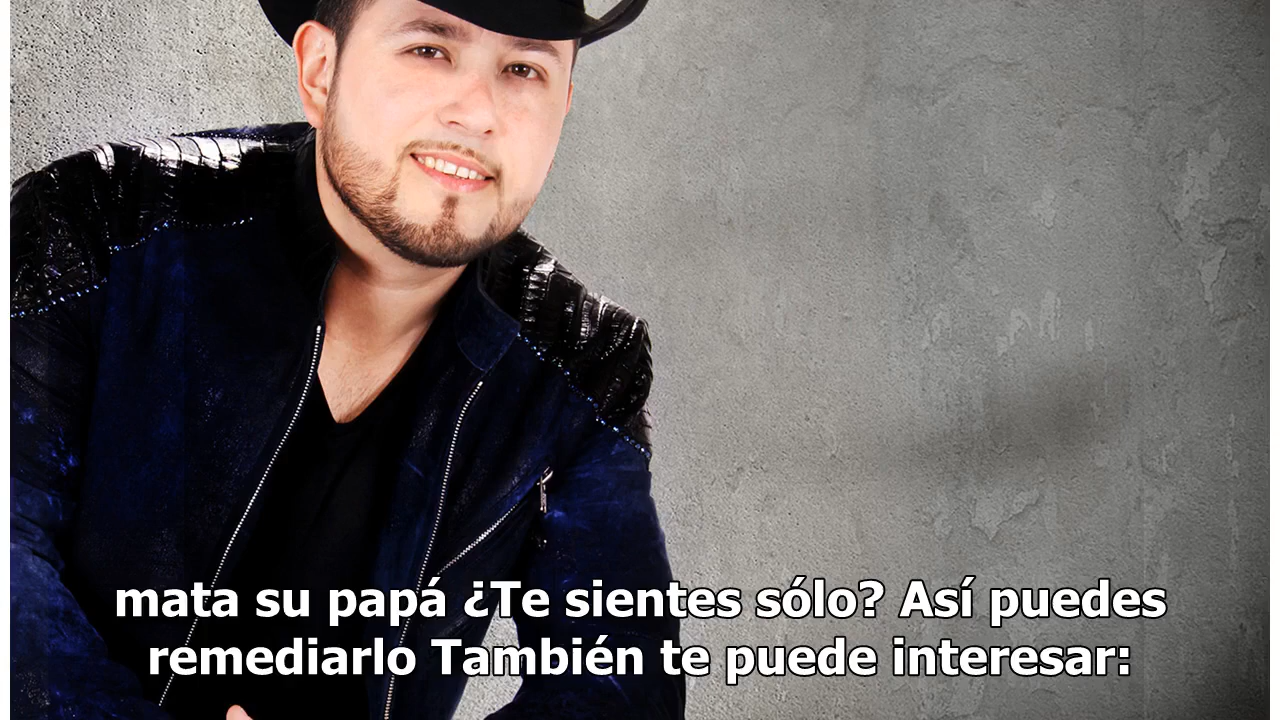 mata su papá ¿Te sientes sólo? Así puedes
remediarlo También te puede interesar: